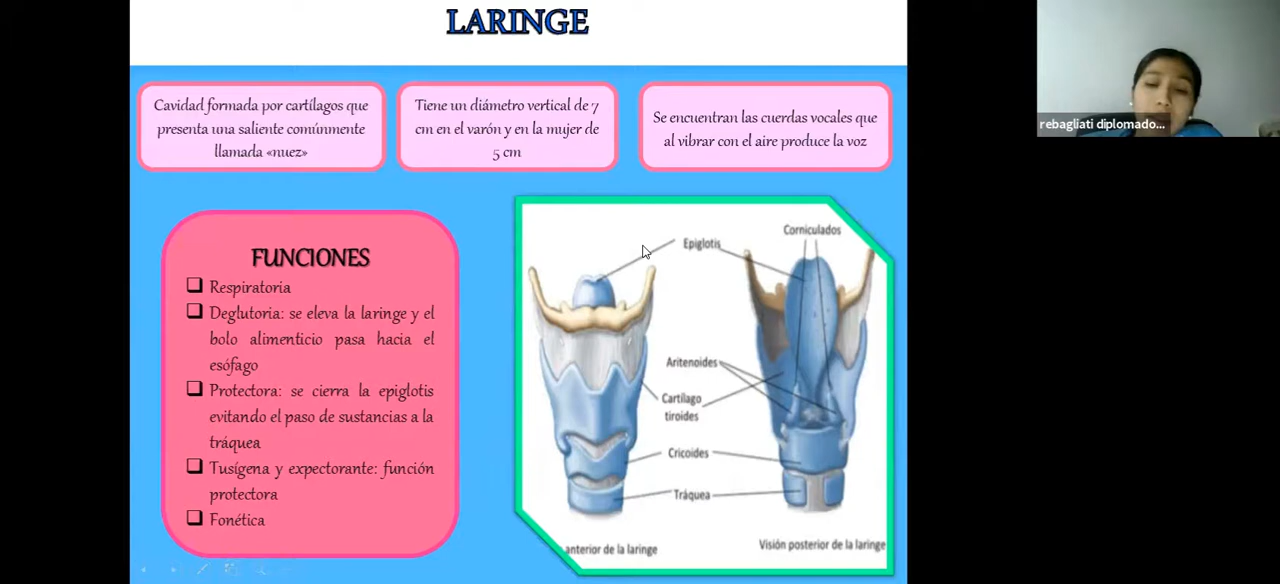 LARINGE
Cavidad formada por cartílagos que
presenta una saliente comúnmente
llamada «nuez»
Tiene un diámetro vertical de 7
cm en el varón y en la mujer de
5 cm
Se encuentran las cuerdas vocales que
al vibrar con el aire produce la voz
FUNCIONES
❑ Respiratoria
❑ Deglutoria: se eleva la laringe y el
bolo alimenticio pasa hacia el
esófago
❑ Protectora: se cierra la epiglotis
evitando el paso de sustancias a la
tráquea
❑ Tusígena y expectorante: función
protectora
❑ Fonética
Corniculados
Epiglotis
Aritenoides
Cartílago
tiroides
Cricoides
Tráquea
anterior de la laringe
Visión posterior de la laringe
rebagliati diplomado...